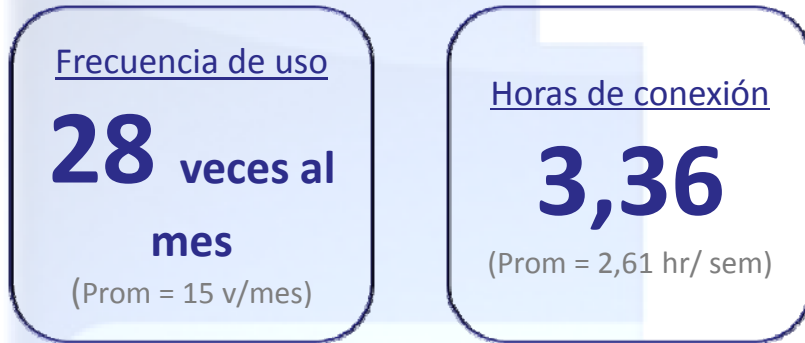 Frecuencia de uso
28 veces al
mes
(Prom = 15 v/mes)
Horas de conexión
3,36
(Prom = 2,61 hr/ sem)